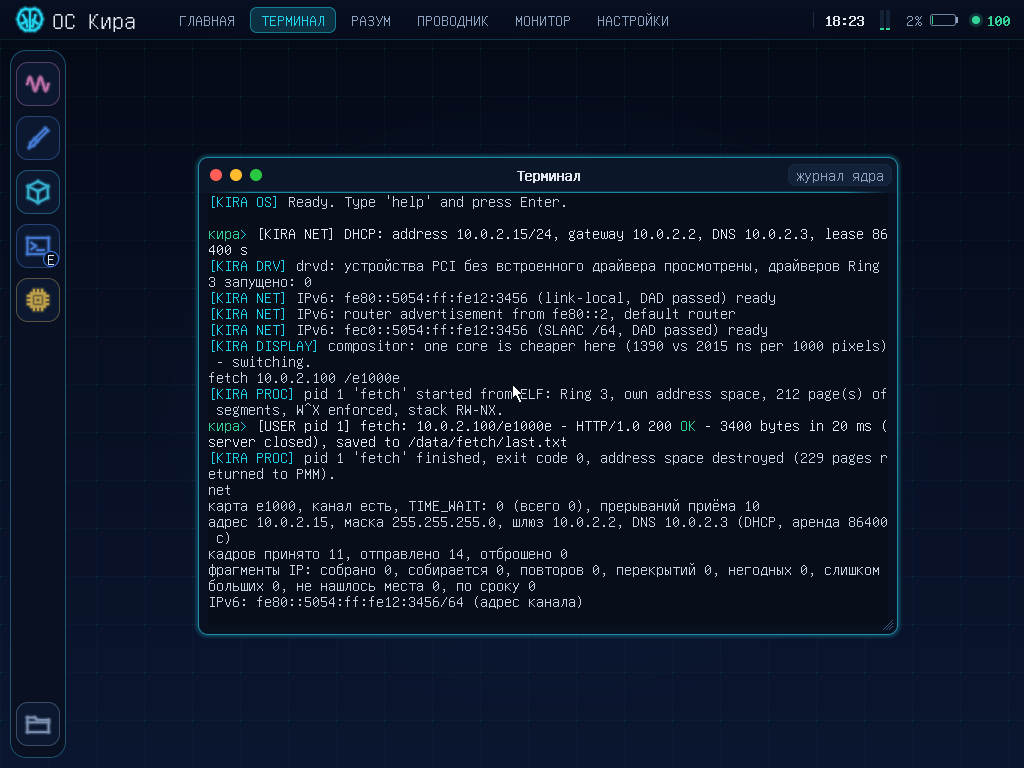 ОС Кира
ГЛАВНАЯ ТЕРМИНАЛ РАЗУМ ПРОВОДНИК МОНИТОР НАСТРОЙКИ
18:23 2% 100
E
Терминал
журнал ядра
[KIRA OS] Ready. Type 'help' and press Enter.
кира> [KIRA NET] DHCP: address 10.0.2.15/24, gateway 10.0.2.2, DNS 10.0.2.3, lease 86
400 s
[KIRA DRV] drvd: устройства PCI без встроенного драйвера просмотрены, драйверов Ring
3 запущено: 0
[KIRA NET] IPv6: fe80::5054:ff:fe12:3456 (link-local, DAD passed) ready
[KIRA NET] IPv6: router advertisement from fe80::2, default router
[KIRA NET] IPv6: fec0::5054:ff:fe12:3456 (SLAAC /64, DAD passed) ready
[KIRA DISPLAY] compositor: one core is cheaper here (1390 vs 2015 ns per 1000 pixels)
- switching.
fetch 10.0.2.100 /e1000e
[KIRA PROC] pid 1 'fetch' started from ELF: Ring 3, own address space, 212 page(s) of
segments, W^X enforced, stack RW-NX.
кира> [USER pid 1] fetch: 10.0.2.100/e1000e - HTTP/1.0 200 OK - 3400 bytes in 20 ms (
server closed), saved to /data/fetch/last.txt
[KIRA PROC] pid 1 'fetch' finished, exit code 0, address space destroyed (229 pages r
eturned to PMM).
net
карта e1000, канал есть, TIME_WAIT: 0 (всего 0), прерываний приёма 10
адрес 10.0.2.15, маска 255.255.255.0, шлюз 10.0.2.2, DNS 10.0.2.3 (DHCP, аренда 86400
с)
кадров принято 11, отправлено 14, отброшено 0
фрагменты IP: собрано 0, собирается 0, повторов 0, перекрытий 0, негодных 0, слишком
больших 0, не нашлось места 0, по сроку 0
IPv6: fe80::5054:ff:fe12:3456/64 (адрес канала)